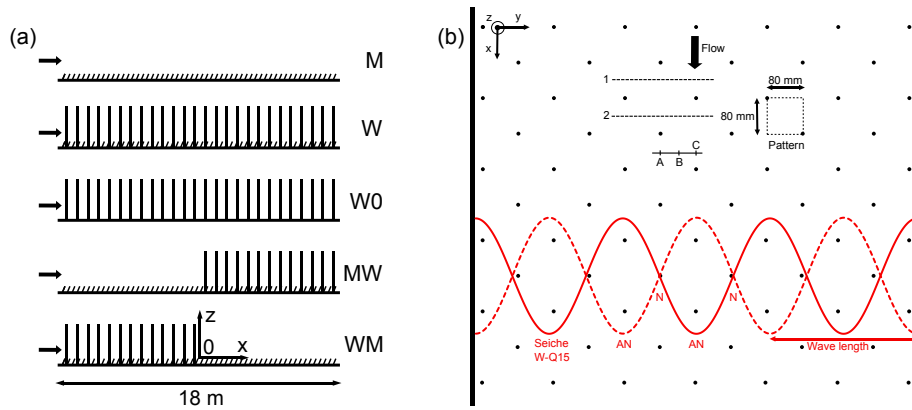 (a)
M
W
W0
MW
WM
z
0
x
18 m
(b)
z
y
x
Flow
1
2
80 mm
80 mm
Pattern
A
B
C
N
N
Seiche
W-Q15
AN
AN
Wave length